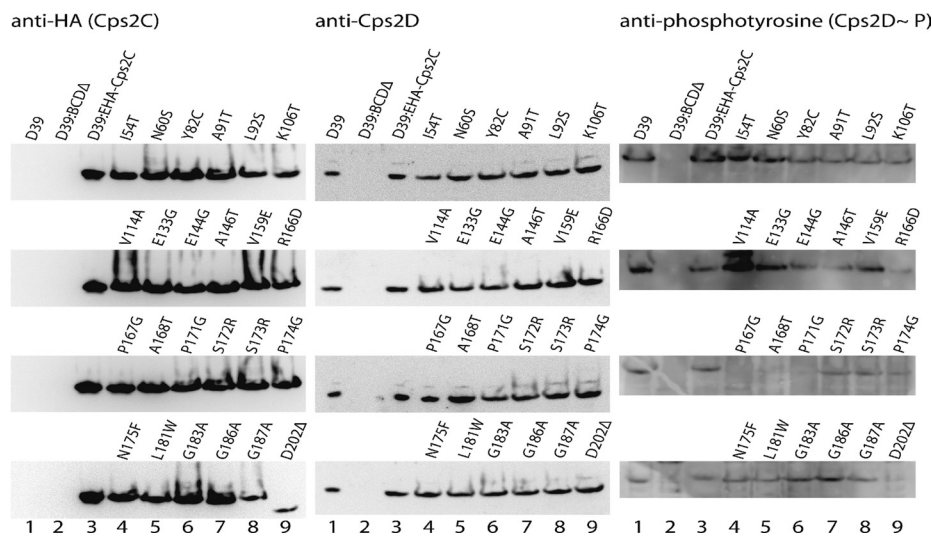 anti-HA (Cps2C) anti-Cps2D anti-phosphotyrosine (Cps2D~ P)
D39 D39:BCDΔ D39:EHA-Cps2C I54T N60S Y82C A91T L92S K106T D39 D39:BCDΔ D39:EHA-Cps2C I54T N60S Y82C A91T L92S K106T D39 D39:BCDΔ D39:EHA-Cps2C I54T N60S Y82C A91T L92S K106T
V114A E133G E144G A146T V159E R166D V114A E133G E144G A146T V159E R166D V114A E133G E144G A146T V159E R166D
P167G A168T P171G S172R S173R P174G P167G A168T P171G S172R S173R P174G P167G A168T P171G S172R S173R P174G
N175F L181W G183A G186A G187A D202Δ N175F L181W G183A G186A G187A D202Δ N175F L181W G183A G186A G187A D202Δ
1 2 3 4 5 6 7 8 9 1 2 3 4 5 6 7 8 9 1 2 3 4 5 6 7 8 9